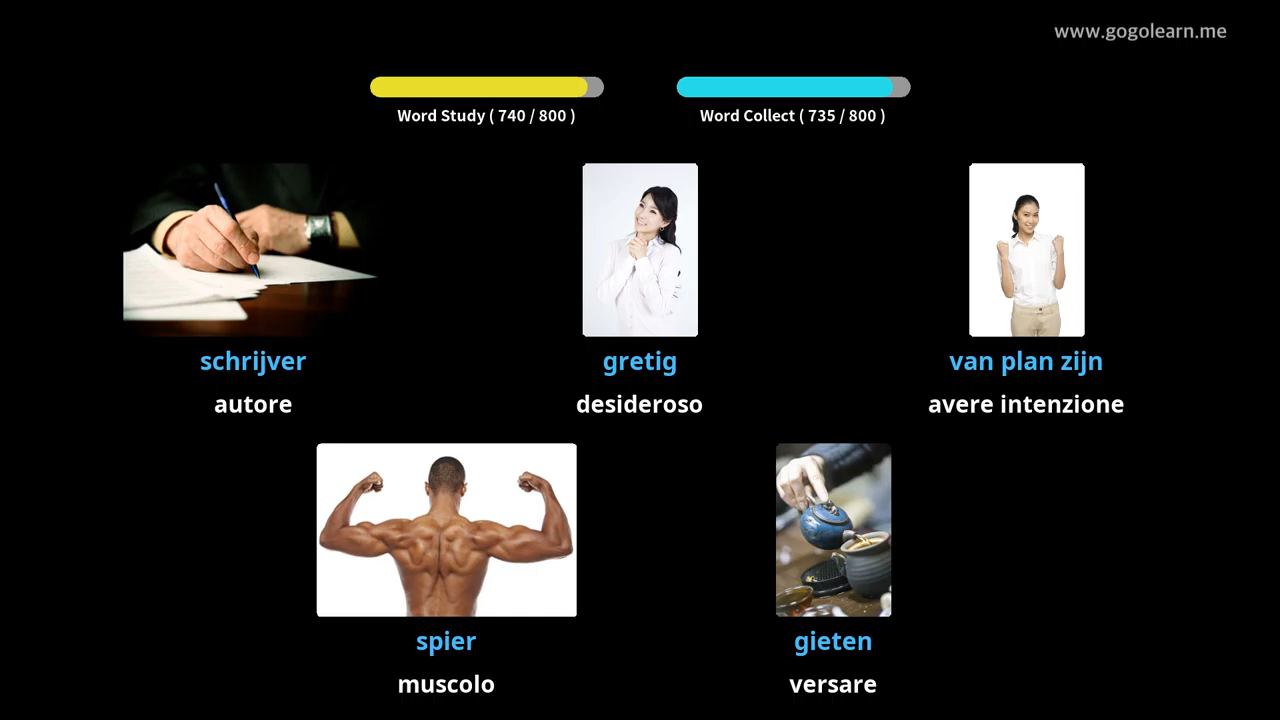 www.gogolearn.me
Word Study ( 740 / 800 )
Word Collect ( 735 / 800 )
schrijver
autore
gretig
desideroso
van plan zijn
avere intenzione
spier
muscolo
gieten
versare